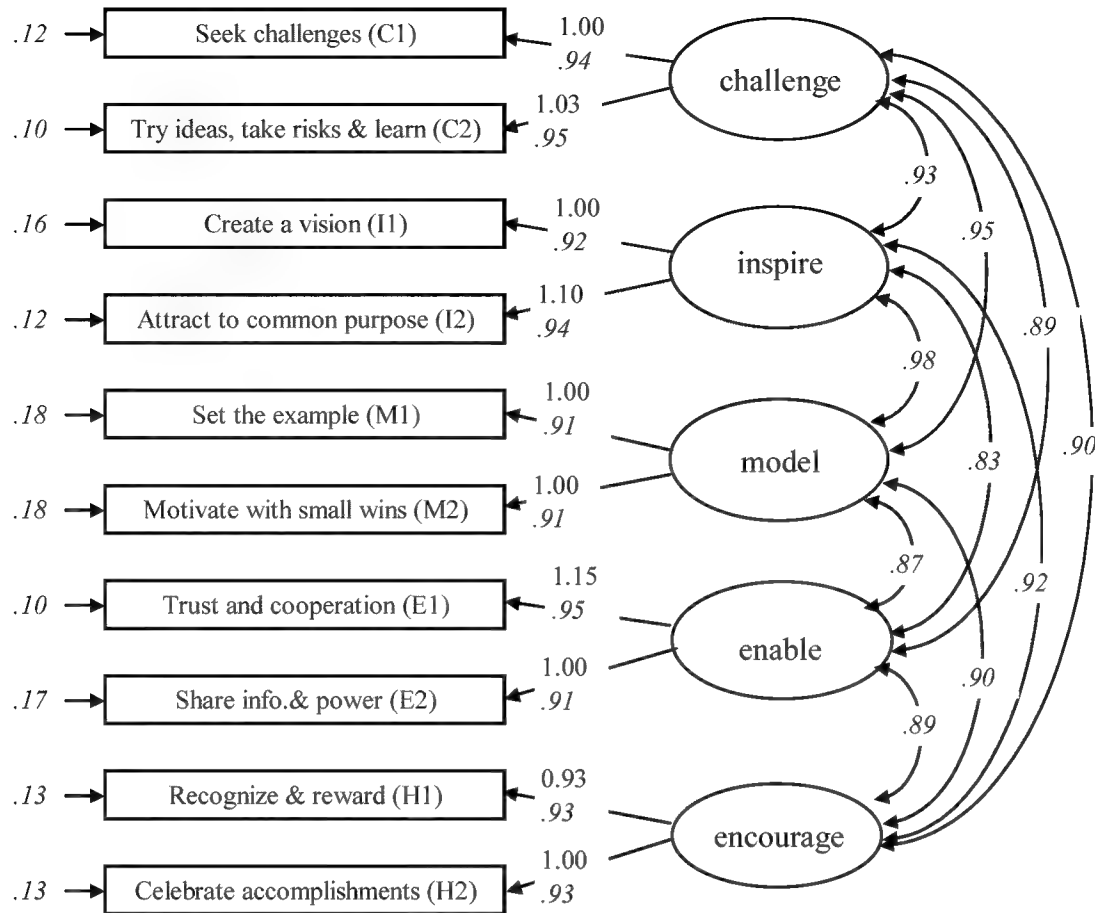 .12
Seek challenges (C1)
1.00
.94
challenge
.10
Try ideas, take risks & learn (C2)
1.03
.95
.93
.95
.89
.90
.16
Create a vision (I1)
1.00
.92
inspire
.12
Attract to common purpose (I2)
1.10
.94
.98
.83
.92
.18
Set the example (M1)
1.00
.91
model
.18
Motivate with small wins (M2)
1.00
.91
.87
.90
.10
Trust and cooperation (E1)
1.15
.95
enable
.17
Share info.& power (E2)
1.00
.91
.89
.13
Recognize & reward (H1)
0.93
.93
encourage
.13
Celebrate accomplishments (H2)
1.00
.93